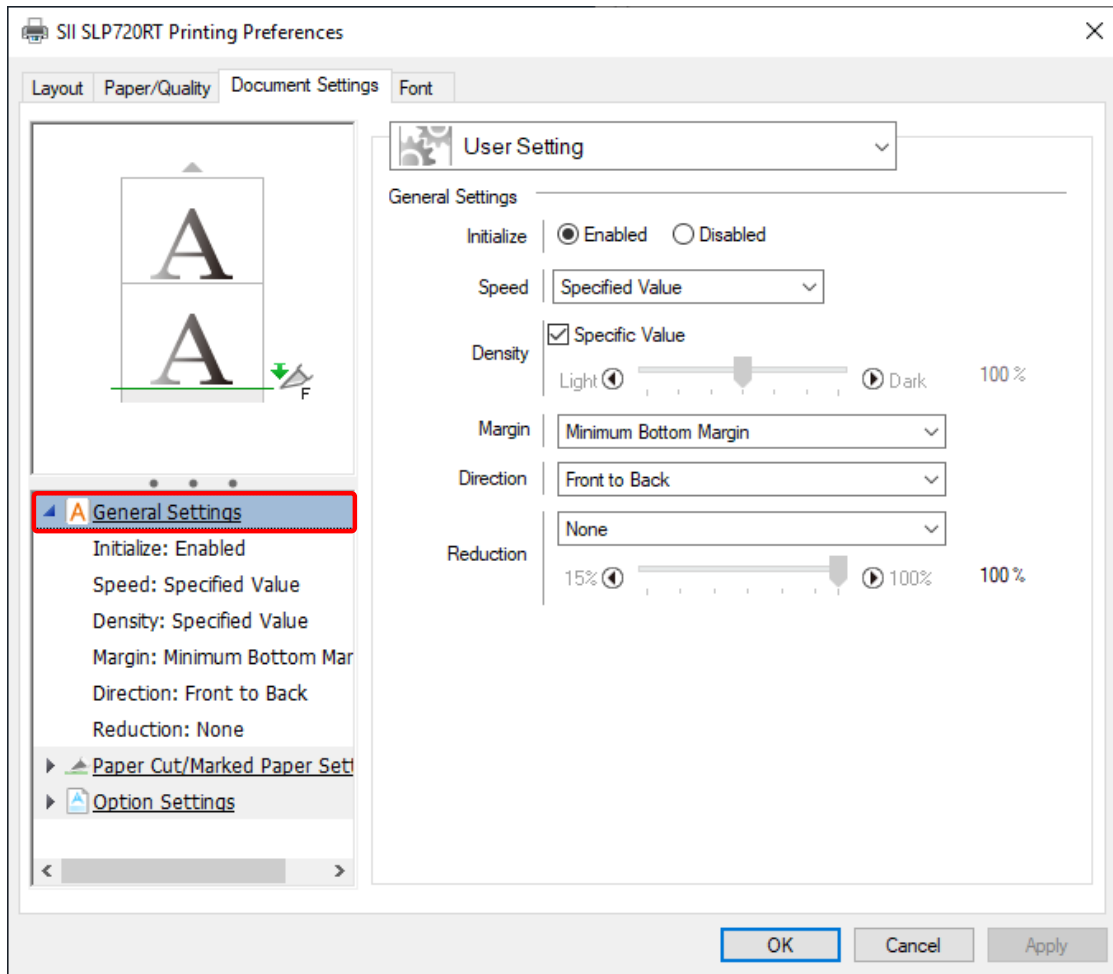 SII SLP720RT Printing Preferences
Layout Paper/Quality Document Settings Font
A
A
F
General Settings
Initialize: Enabled
Speed: Specified Value
Density: Specified Value
Margin: Minimum Bottom Mar
Direction: Front to Back
Reduction: None
Paper Cut/Marked Paper Sett
Option Settings
User Setting
General Settings
Initialize Enabled Disabled
Speed Specified Value
Density Specific Value
Light Dark 100 %
Margin Minimum Bottom Margin
Direction Front to Back
Reduction None
15% 100% 100 %
OK Cancel Apply